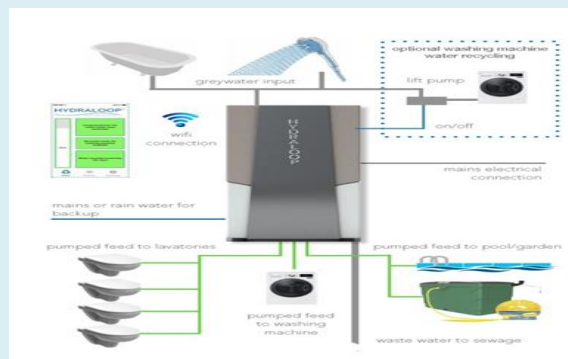 optional washing machine
water recycling
greywater input
lift pump
HYDRALOOP
wifi
connection
on/off
HYDRALOOP
mains electrical
connection
mains or rain water for
backup
pumped feed to lavatories
pumped feed to pool/garden
pumped feed
to washing
machine
waste water to sewage